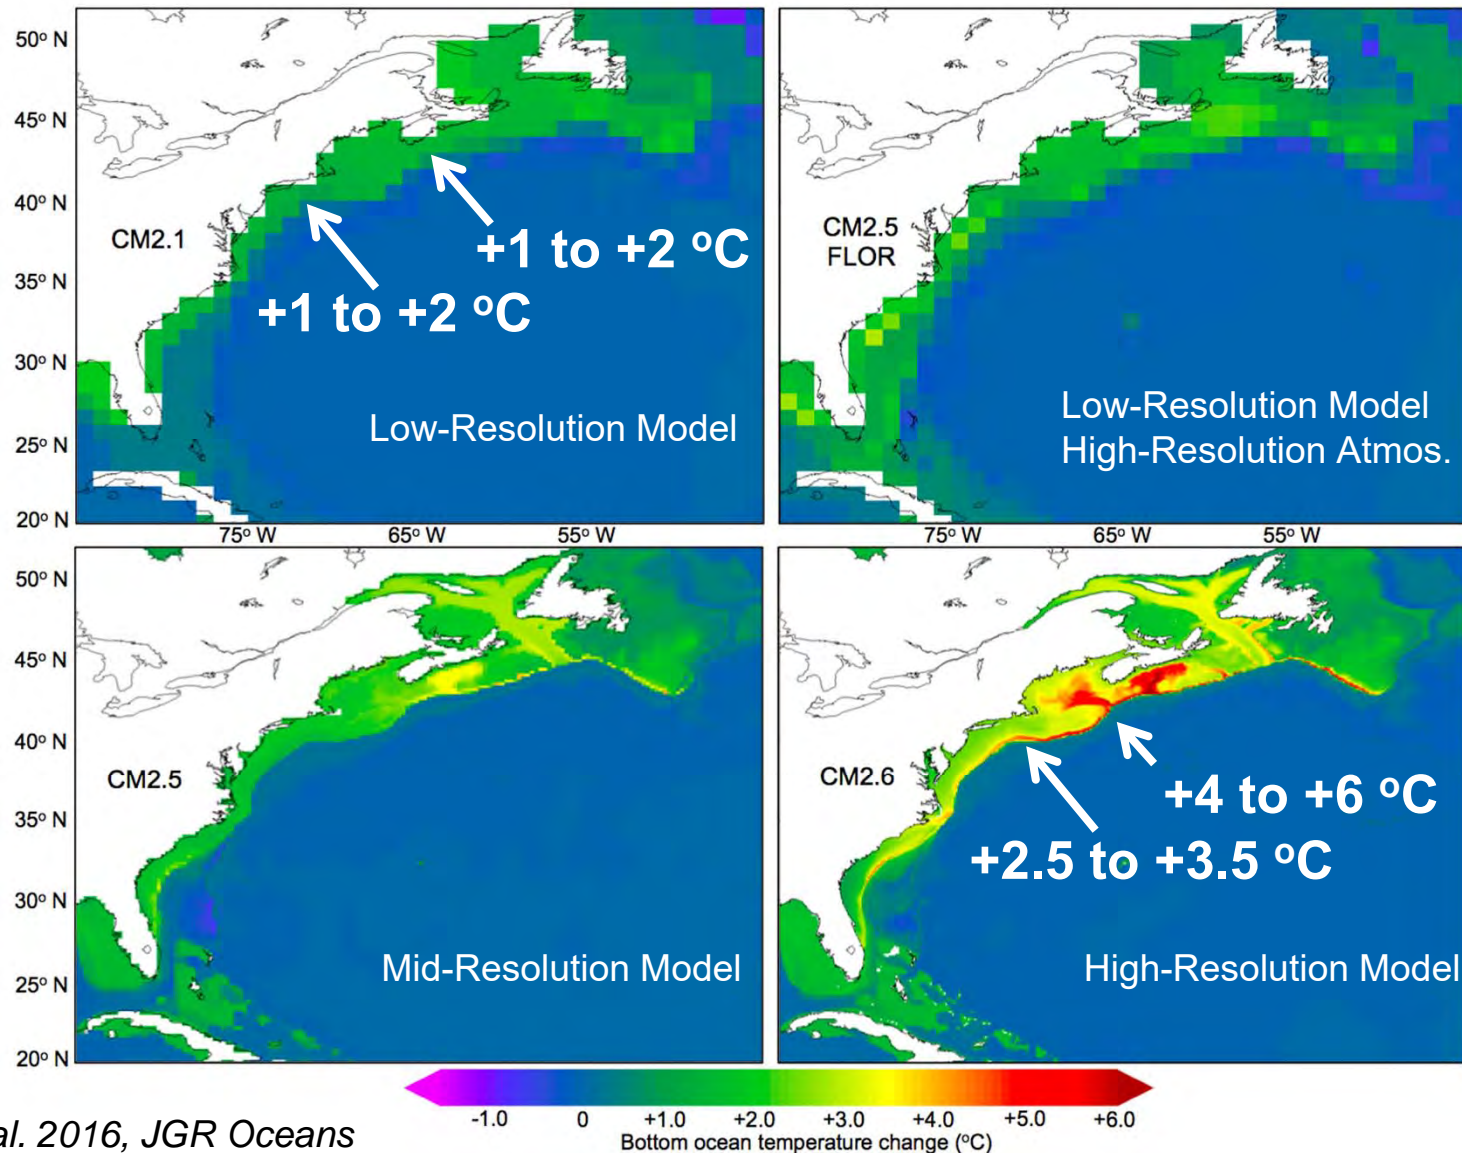 50° N
45° N
40° N
35° N
30° N
25° N
20° N
CM2.1
+1 to +2 °C
+1 to +2 °C
Low-Resolution Model
CM2.5
FLOR
Low-Resolution Model
High-Resolution Atmos.
75° W 65° W 55° W
75° W 65° W 55° W
50° N
45° N
40° N
35° N
30° N
25° N
20° N
CM2.5
Mid-Resolution Model
CM2.6
+4 to +6 °C
+2.5 to +3.5 °C
High-Resolution Model
-1.0 0 +1.0 +2.0 +3.0 +4.0 +5.0 +6.0
Bottom ocean temperature change (°C)
al. 2016, JGR Oceans